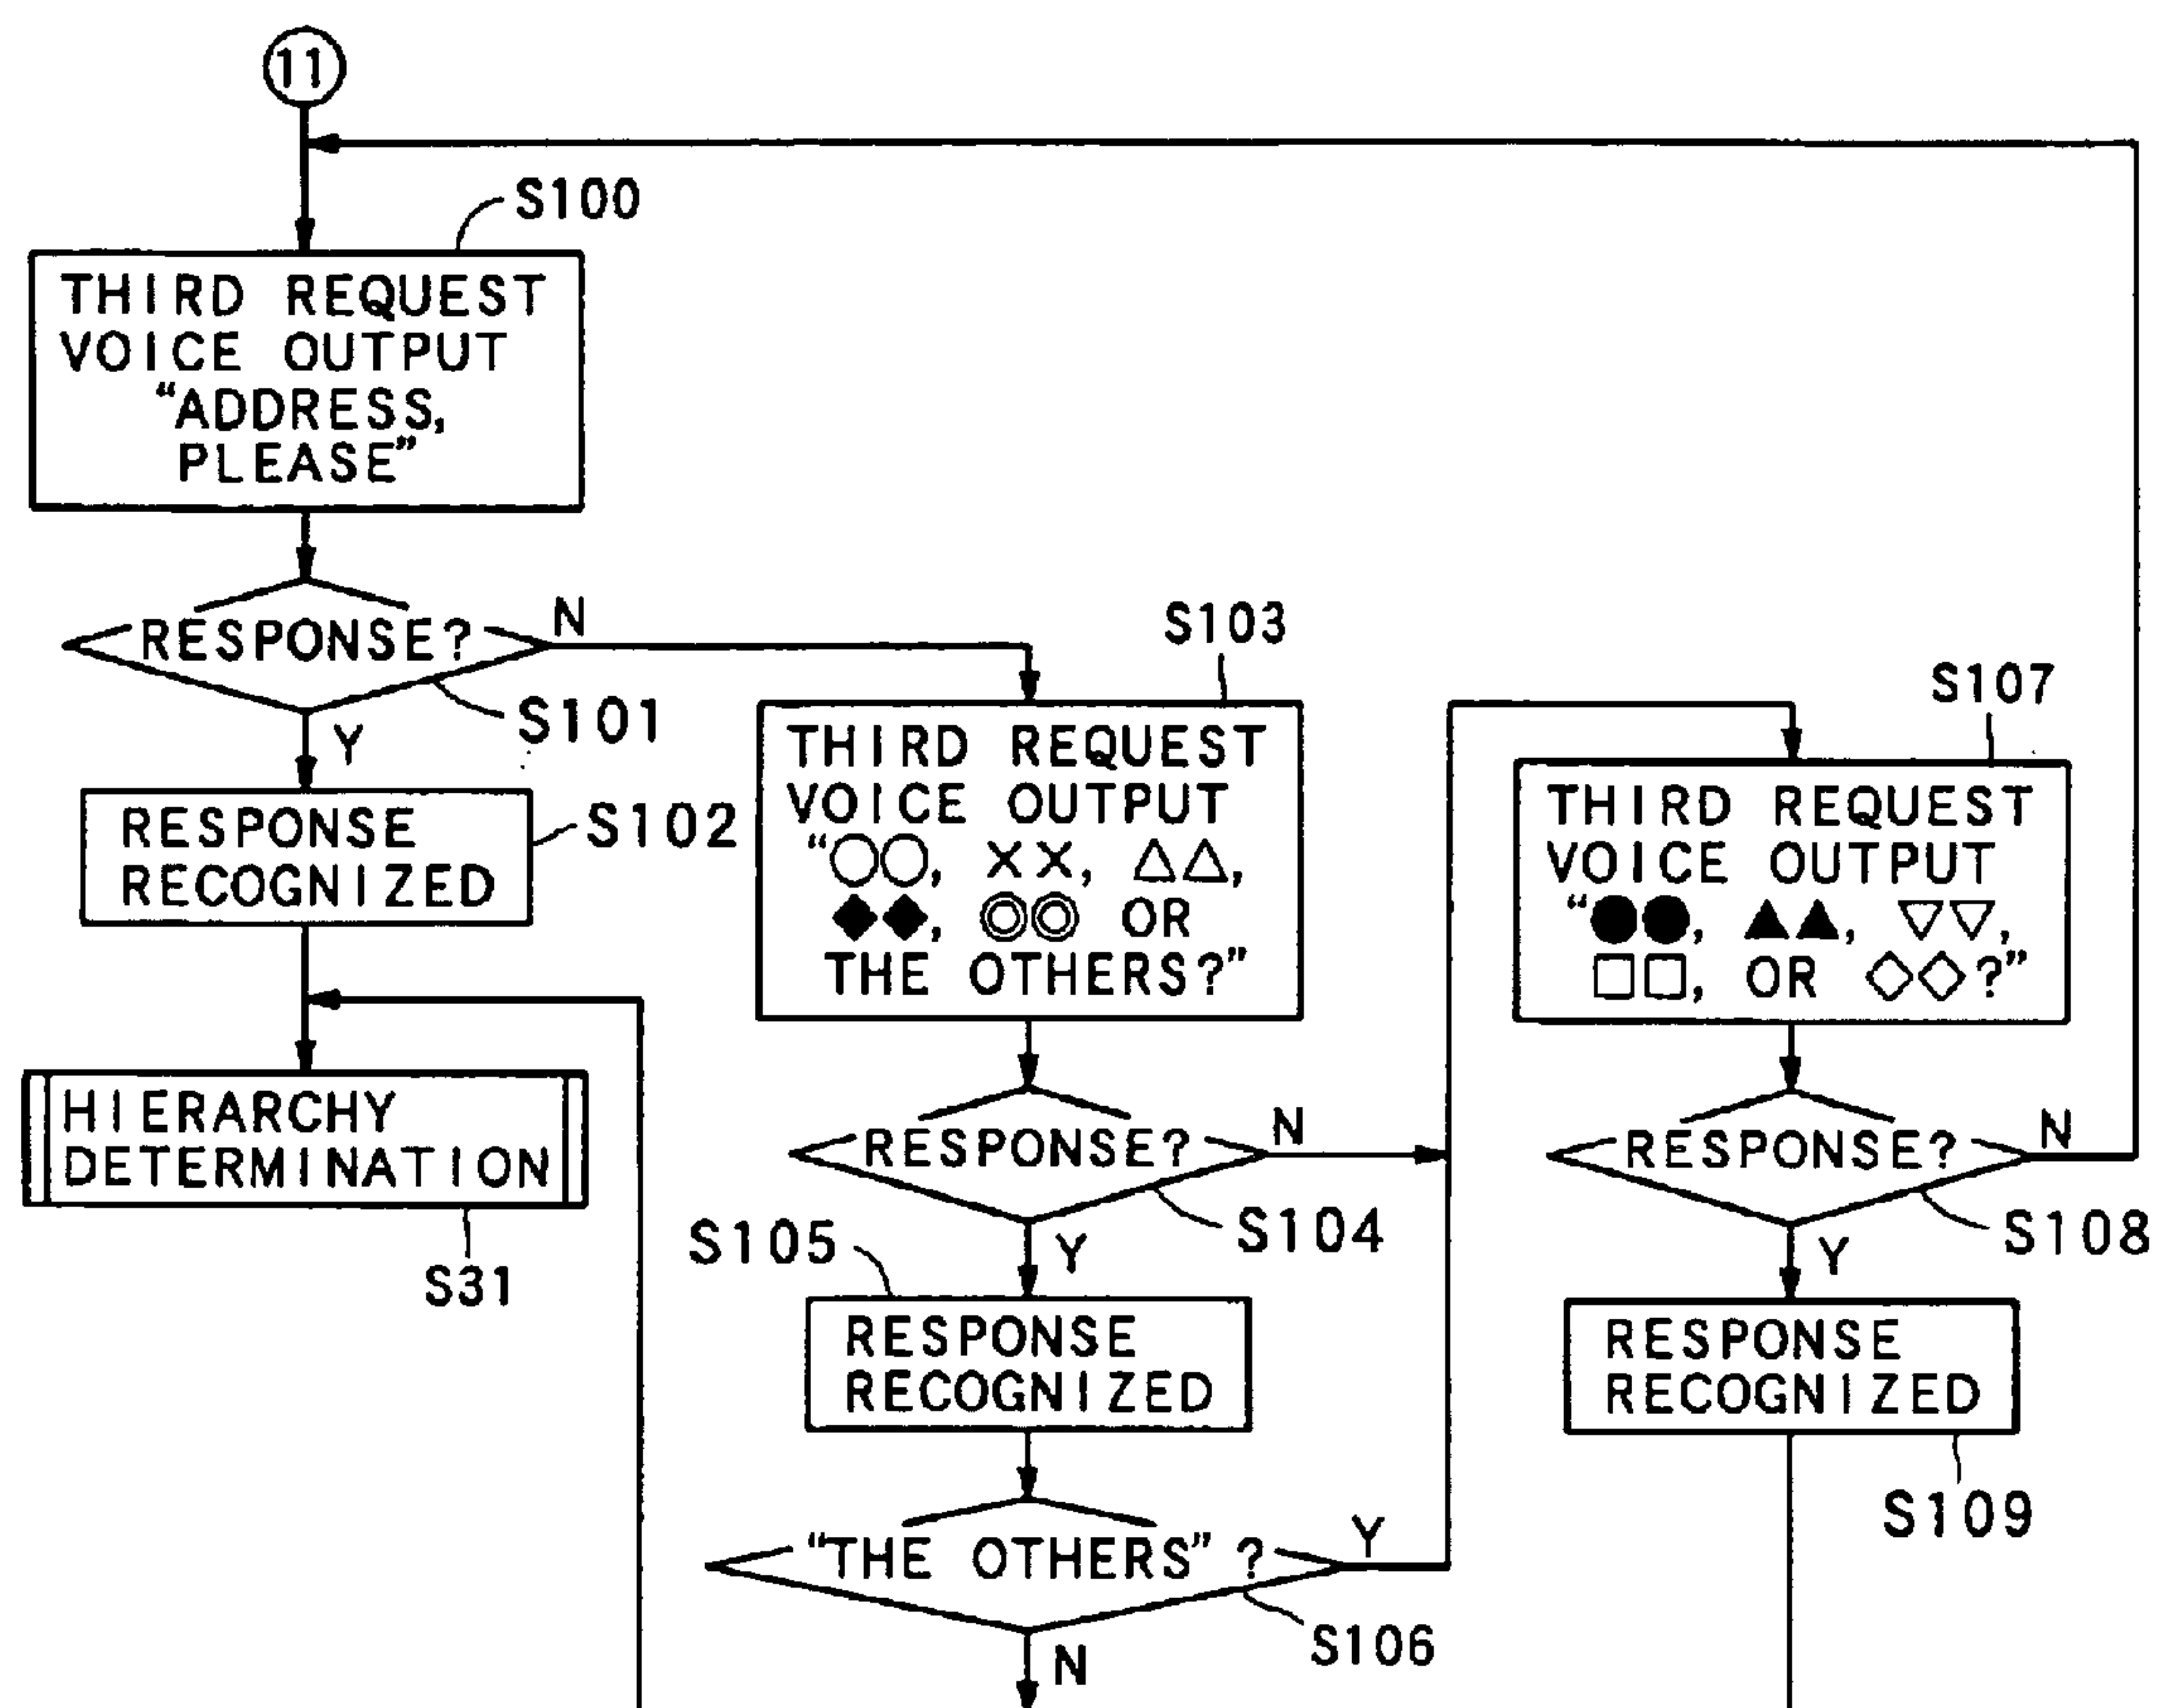 11
S100
THIRD REQUEST
VOICE OUTPUT
“ADDRESS,
PLEASE”
RESPONSE?
N
S101
Y
RESPONSE
RECOGNIZED
S102
HIERARCHY
DETERMINATION
S31
S103
THIRD REQUEST
VOICE OUTPUT
“○○, ××, △△,
◆◆, ◎◎ OR
THE OTHERS?”
RESPONSE?
N
S104
Y
S105
RESPONSE
RECOGNIZED
“THE OTHERS” ?
Y
S106
N
S107
THIRD REQUEST
VOICE OUTPUT
“●●, ▲▲, ▽▽,
□□, OR ◇◇?”
RESPONSE?
N
S108
Y
RESPONSE
RECOGNIZED
S109